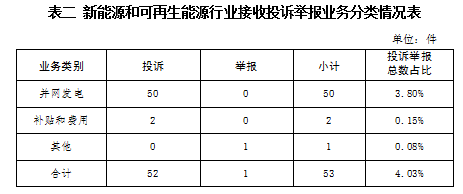 表二 新能源和可再生能源行业接收投诉举报业务分类情况表
单位：件
业务类别 投诉 举报 小计 投诉举报
总数占比
并网发电 50 0 50 3.80%
补贴和费用 2 0 2 0.15%
其他 0 1 1 0.08%
合计 52 1 53 4.03%